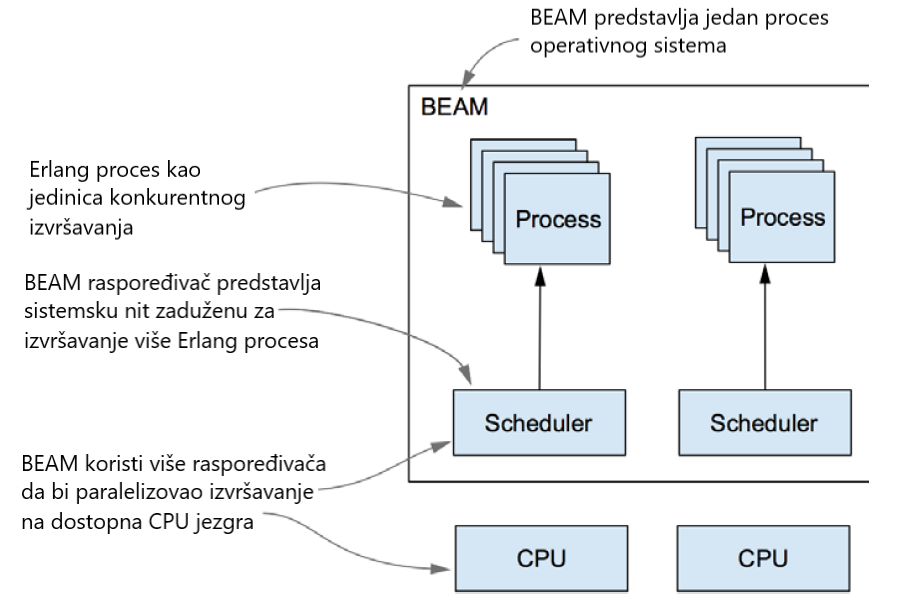 BEAM predstavlja jedan proces
operativnog sistema
BEAM
Erlang proces kao
jedinica konkurentnog
izvršavanja
Process
Process
BEAM raspoređivač predstavlja
sistemsku nit zaduženu za
izvršavanje više Erlang procesa
Scheduler
Scheduler
BEAM koristi više raspoređivača
da bi paralelizovao izvršavanje
na dostopna CPU jezgra
CPU
CPU